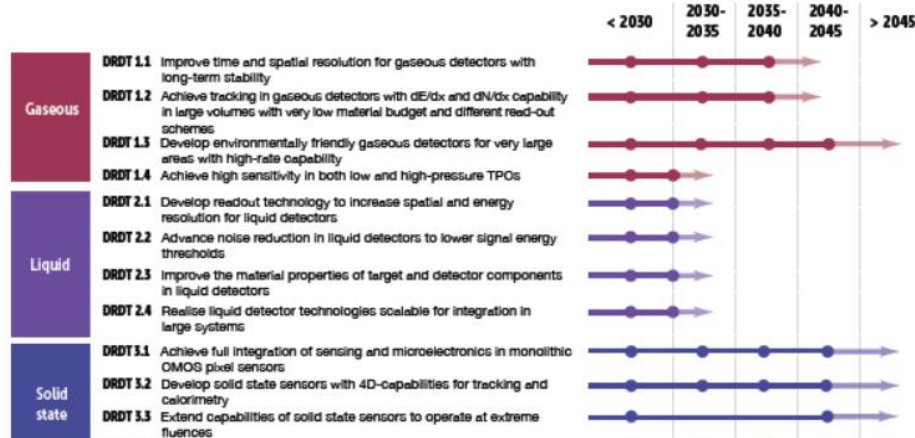 < 2030
2030-
2035
2035-
2040
2040-
2045
> 2045
Gaseous
DRDT 1.1 Improve time and spatial resolution for gaseous detectors with
long-term stability
DRDT 1.2 Achieve tracking in gaseous detectors with dE/dx and dN/dx capability
in large volumes with very low material budget and different read-out
schemes
DRDT 1.3 Develop environmentally friendly gaseous detectors for very large
areas with high-rate capability
DRDT 1.4 Achieve high sensitivity in both low and high-pressure TPOs
Liquid
DRDT 2.1 Develop readout technology to increase spatial and energy
resolution for liquid detectors
DRDT 2.2 Advance noise reduction in liquid detectors to lower signal energy
thresholds
DRDT 2.3 Improve the material properties of target and detector components
in liquid detectors
DRDT 2.4 Realise liquid detector technologies scalable for integration in
large systems
Solid
state
DRDT 3.1 Achieve full integration of sensing and microelectronics in monolithic
OMOS pixel sensors
DRDT 3.2 Develop solid state sensors with 4D-capabilities for tracking and
calorimetry
DRDT 3.3 Extend capabilities of solid state sensors to operate at extreme
fluences